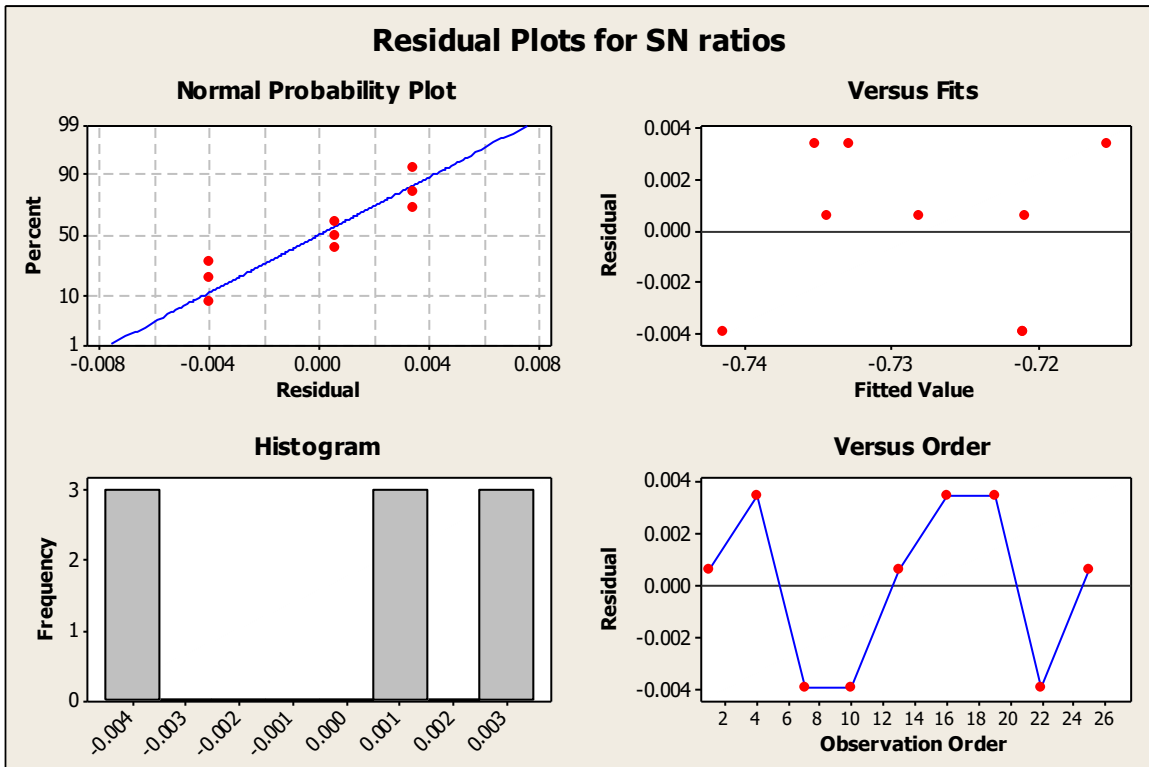 Residual Plots for SN ratios
Normal Probability Plot
99
90
50
10
1
Percent
-0.008
-0.004
0.000
0.004
0.008
Residual
Versus Fits
0.004
0.002
0.000
-0.002
-0.004
Residual
-0.74
-0.73
-0.72
Fitted Value
Histogram
3
2
1
0
Frequency
-0.004
-0.003
-0.002
-0.001
0.000
0.001
0.002
0.003
Versus Order
0.004
0.002
0.000
-0.002
-0.004
Residual
2 4 6 8 10 12 14 16 18 20 22 24 26
Observation Order